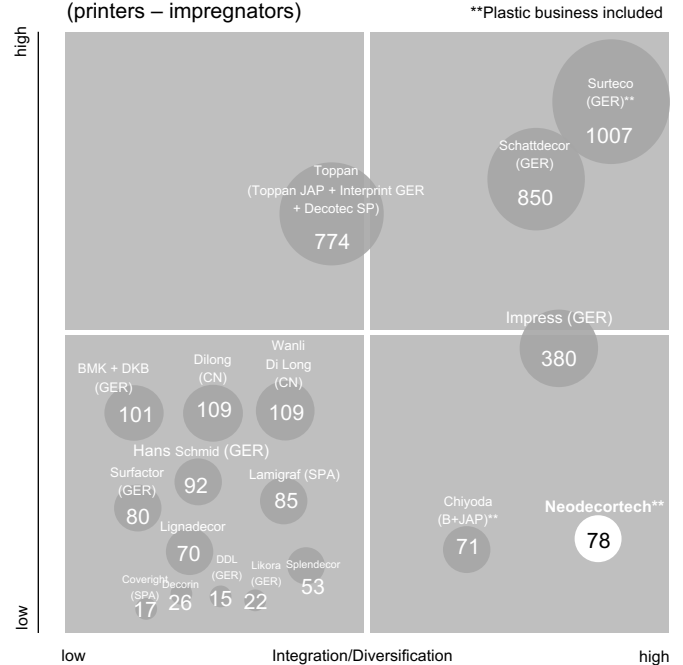 (printers – impregnators)
**Plastic business included
high
Surteco
(GER)**
1007
Schattdecor
(GER)
850
Toppan
(Toppan JAP + Interprint GER
+ Decotec SP)
774
Impress (GER)
380
Wanli
Di Long
(CN)
109
Dilong
(CN)
109
BMK + DKB
(GER)
101
Hans Schmid (GER)
92
Surfactor
(GER)
80
Lamigraf (SPA)
85
Chiyoda
(B+JAP)**
71
Neodecortech**
78
Lignadecor
70
DDL
(GER)
15
Likora
(GER)
22
Splendecor
53
Coveright
(SPA)
17
Decorin
26
low
low
Integration/Diversification
high